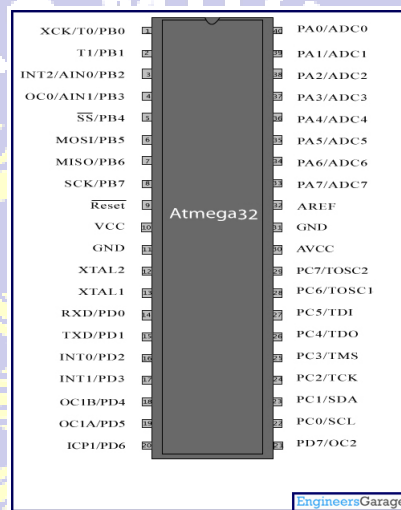 XCK/T0/PB0 1 40 PA0/ADC0
T1/PB1 2 39 PA1/ADC1
INT2/AIN0/PB2 3 38 PA2/ADC2
OC0/AIN1/PB3 4 37 PA3/ADC3
SS/PB4 5 36 PA4/ADC4
MOSI/PB5 6 35 PA5/ADC5
MISO/PB6 7 34 PA6/ADC6
SCK/PB7 8 33 PA7/ADC7
Reset 9 32 AREF
Atmega32
VCC 10 31 GND
GND 11 30 AVCC
XTAL2 12 29 PC7/TOSC2
XTAL1 13 28 PC6/TOSC1
RXD/PD0 14 27 PC5/TDI
TXD/PD1 15 26 PC4/TDO
INT0/PD2 16 25 PC3/TMS
INT1/PD3 17 24 PC2/TCK
OC1B/PD4 18 23 PC1/SDA
OC1A/PD5 19 22 PC0/SCL
ICP1/PD6 20 21 PD7/OC2
EngineersGarage